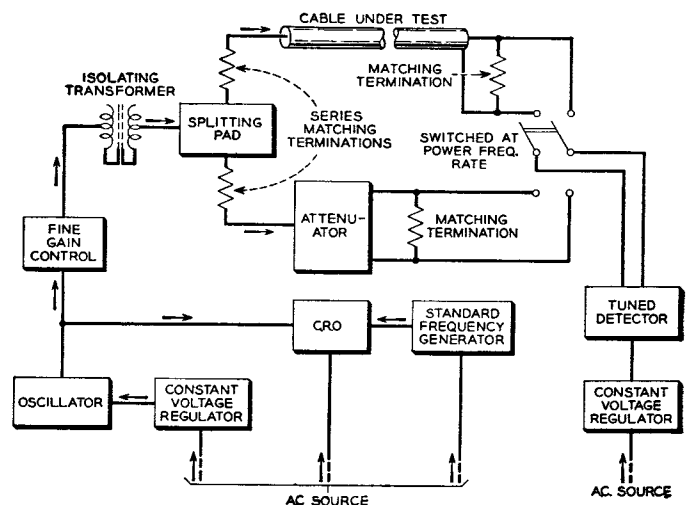 CABLE UNDER TEST
ISOLATING
TRANSFORMER
MATCHING
TERMINATION
SPLITTING
PAD
SERIES
MATCHING
TERMINATIONS
SWITCHED AT
POWER FREQ.
RATE
ATTENU-
ATOR
MATCHING
TERMINATION
FINE
GAIN
CONTROL
C.R.O
STANDARD
FREQUENCY
GENERATOR
TUNED
DETECTOR
OSCILLATOR
CONSTANT
VOLTAGE
REGULATOR
CONSTANT
VOLTAGE
REGULATOR
AC SOURCE
AC. SOURCE